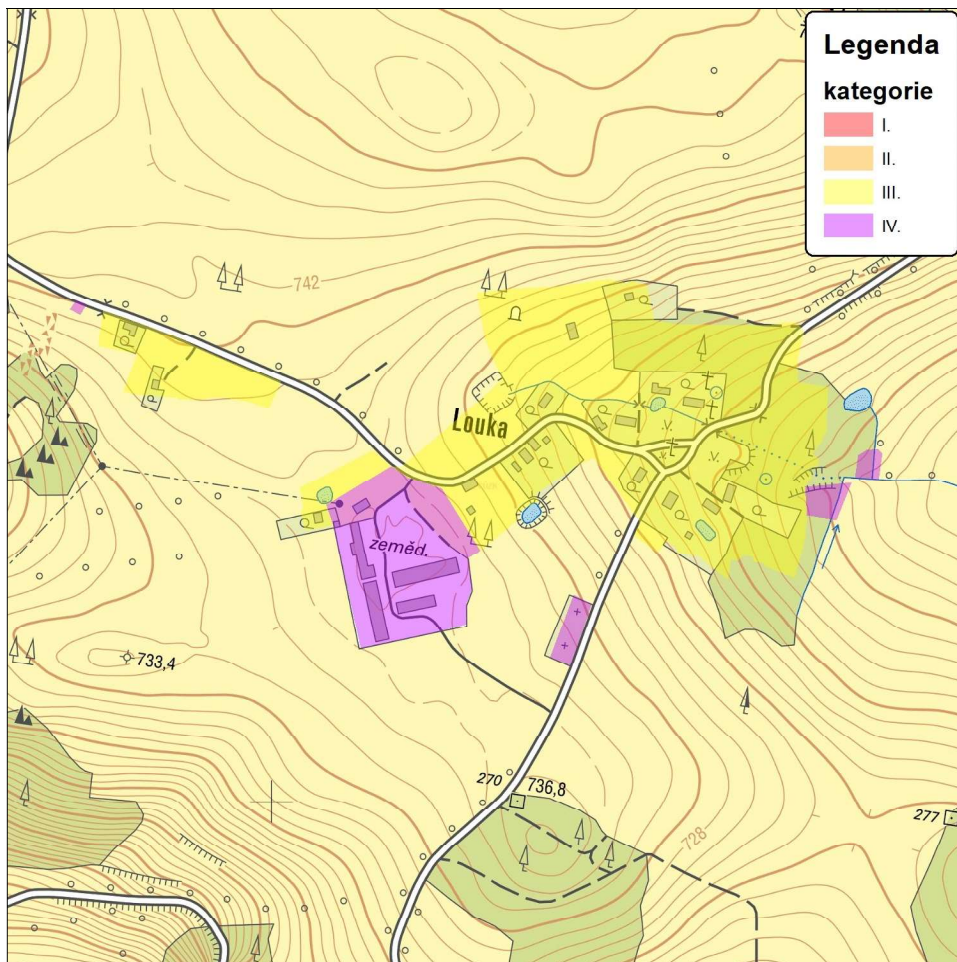 Legenda
kategorie
I.
II.
III.
IV.
742
Louka
zeměd.
733,4
270
736,8
728
277